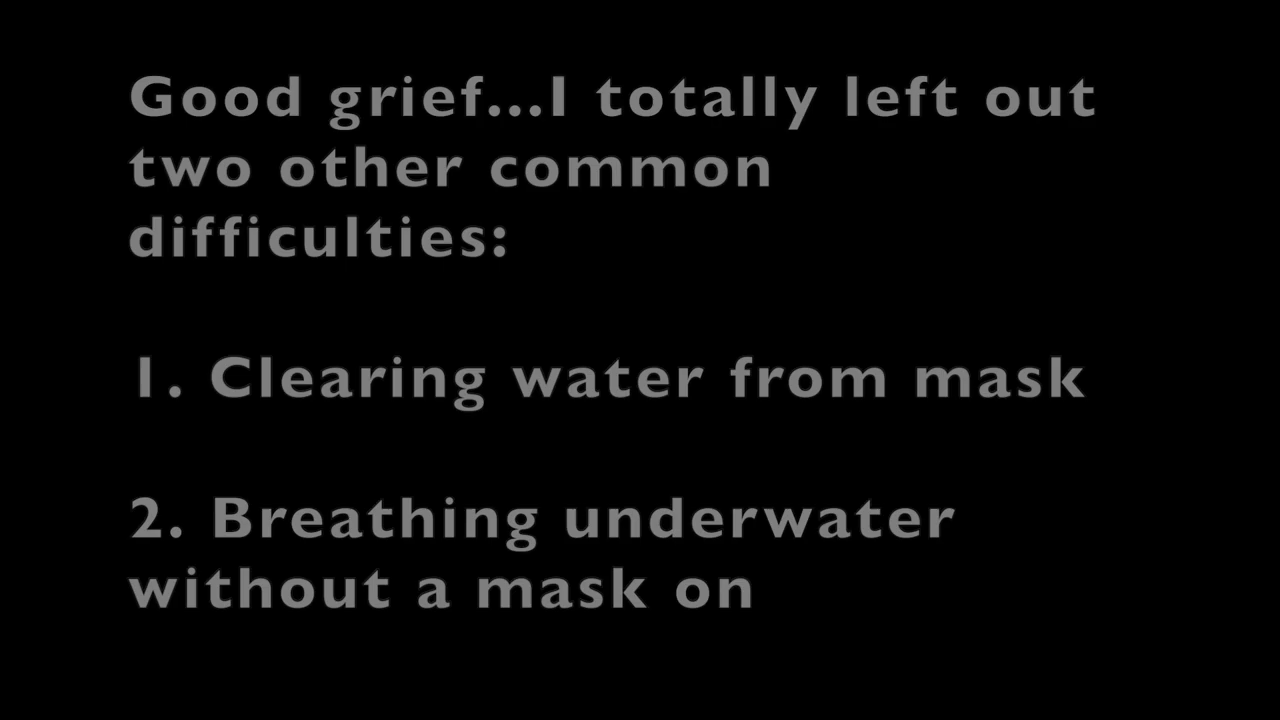 Good grief...I totally left out
two other common
difficulties:
1. Clearing water from mask
2. Breathing underwater
without a mask on